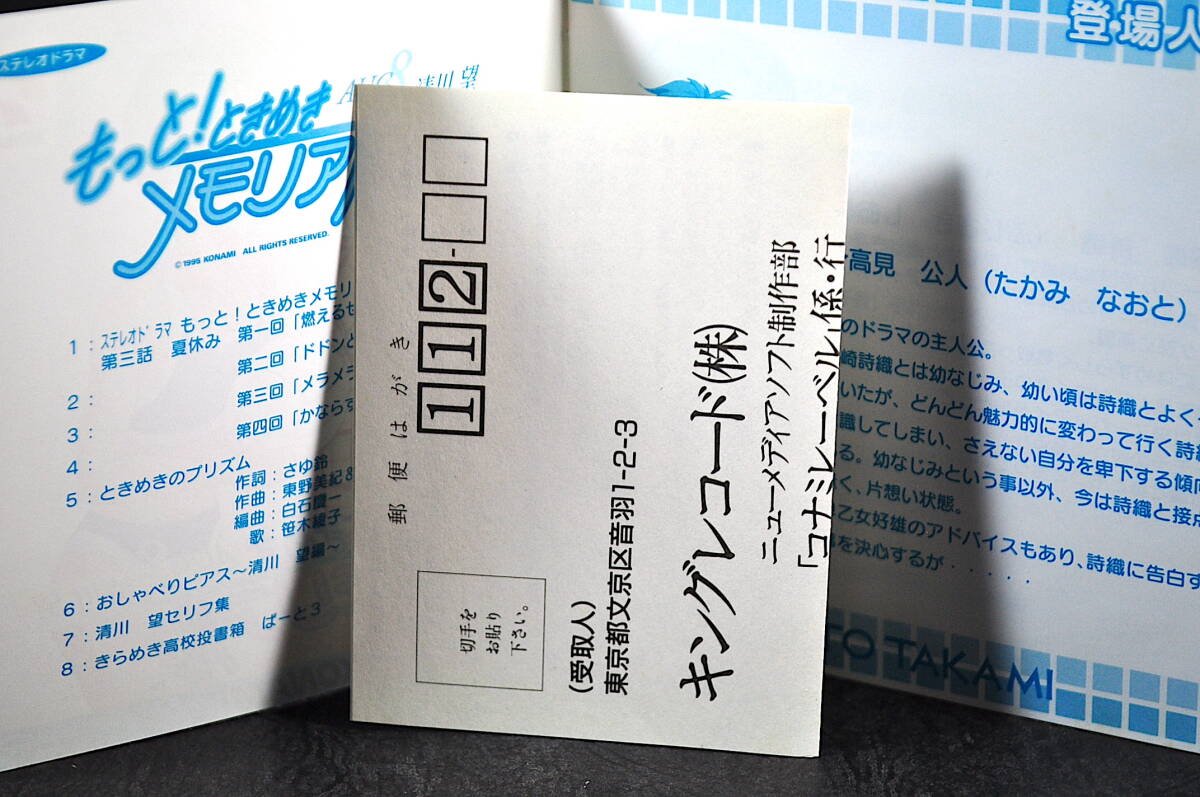 ステレオドラマ
もっと!ときめき
メモリア
AUG 8 清川 望
© 1995 KONAMI ALL RIGHTS RESERVED.
1:ステレオドラマ もっと!ときめきメモリ
第三話 夏休み 第一回「燃えるせ
2: 第二回「ドドンと
3: 第三回「メラメラ
4: 第四回「かならず
5:ときめきのプリズム
作詞:さゆ鈴
作曲:東野美紀&
編曲:白石慶一
歌:笹木綾子
6:おしゃべりピアス〜清川 望編〜
7:清川 望セリフ集
8:きらめき高校投書箱 ぱーと3
郵便はがき
112-
切手を
お貼り
下さい。
(受取人)
東京都文京区音羽1-2-3
キングレコード(株)
ニューメディアソフト制作部
「コナミレーベル」係・行
登場人
高見 公人(たかみ なおと)
のドラマの主人公。
崎詩織とは幼なじみ、幼い頃は詩織とよく
いたが、どんどん魅力的に変わって行く詩織
識してしまい、さえない自分を卑下する傾向
る。幼なじみという事以外、今は詩織と接点
く、片想い状態。
乙女好雄のアドバイスもあり、詩織に告白す
を決心するが・・・・・
TO TAKAMI